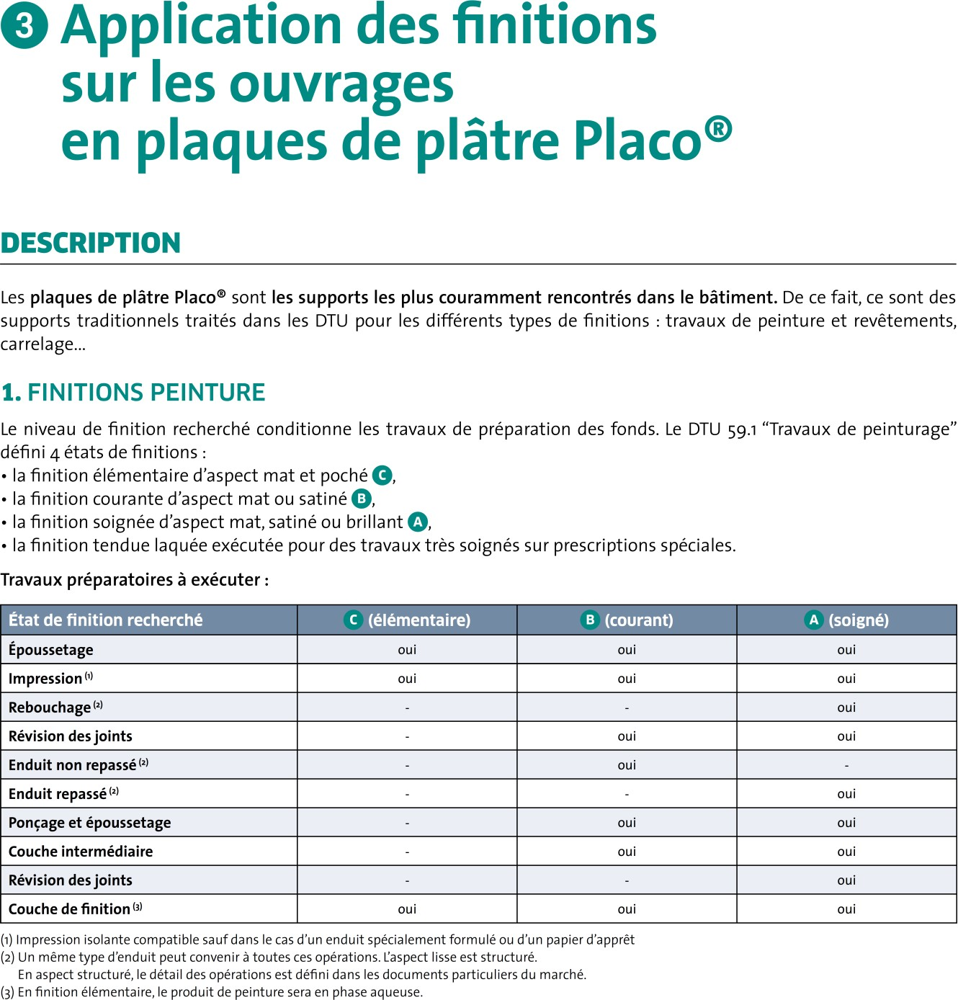 3 Application des finitions
sur les ouvrages
en plaques de plâtre Placo®
DESCRIPTION
Les plaques de plâtre Placo® sont les supports les plus couramment rencontrés dans le bâtiment. De ce fait, ce sont des
supports traditionnels traités dans les DTU pour les différents types de finitions : travaux de peinture et revêtements,
carrelage...
1. FINITIONS PEINTURE
Le niveau de finition recherché conditionne les travaux de préparation des fonds. Le DTU 59.1 “Travaux de peinturage”
défini 4 états de finitions :
• la finition élémentaire d’aspect mat et poché C,
• la finition courante d’aspect mat ou satiné B,
• la finition soignée d’aspect mat, satiné ou brillant A,
• la finition tendue laquée exécutée pour des travaux très soignés sur prescriptions spéciales.
Travaux préparatoires à exécuter :
État de finition recherché C (élémentaire) B (courant) A (soigné)
Époussetage oui oui oui
Impression (1) oui oui oui
Rebouchage (2) - - oui
Révision des joints - oui oui
Enduit non repassé (2) - oui -
Enduit repassé (2) - - oui
Ponçage et époussetage - oui oui
Couche intermédiaire - oui oui
Révision des joints - - oui
Couche de finition (3) oui oui oui
(1) Impression isolante compatible sauf dans le cas d’un enduit spécialement formulé ou d’un papier d’apprêt
(2) Un même type d’enduit peut convenir à toutes ces opérations. L’aspect lisse est structuré.
En aspect structuré, le détail des opérations est défini dans les documents particuliers du marché.
(3) En finition élémentaire, le produit de peinture sera en phase aqueuse.